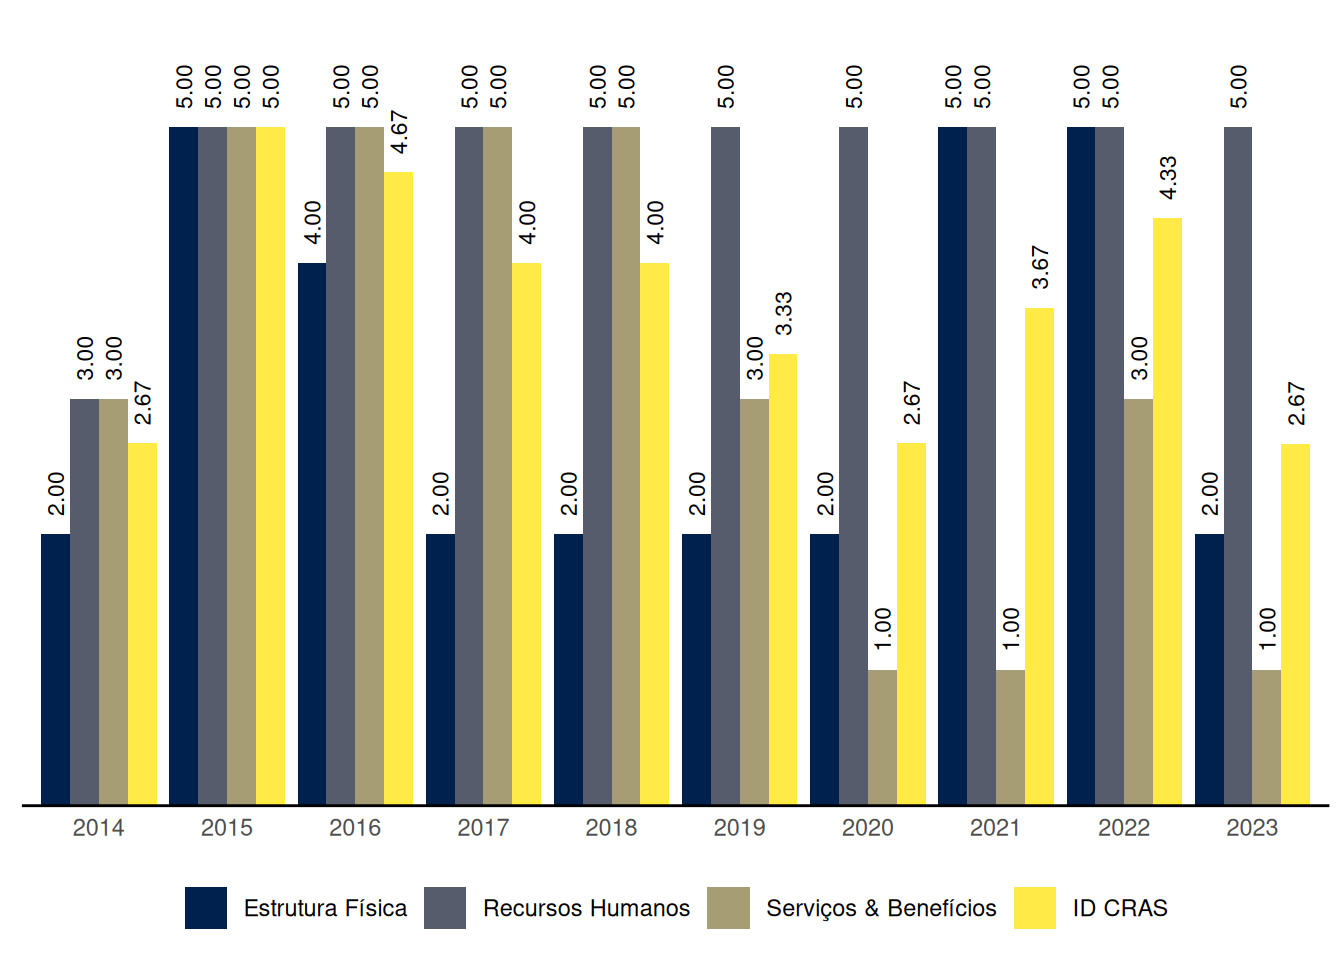 5.00 5.00 5.00 5.00 5.00 5.00 5.00 5.00 5.00 5.00 5.00 5.00 5.00 5.00 5.00 5.00 5.00
4.67
4.33
4.00 4.00 4.00
3.67
3.33
3.00 3.00 3.00 3.00
2.67 2.67 2.67
2.00 2.00 2.00 2.00 2.00 2.00
1.00 1.00 1.00
2014 2015 2016 2017 2018 2019 2020 2021 2022 2023
Estrutura Física Recursos Humanos Serviços & Benefícios ID CRAS